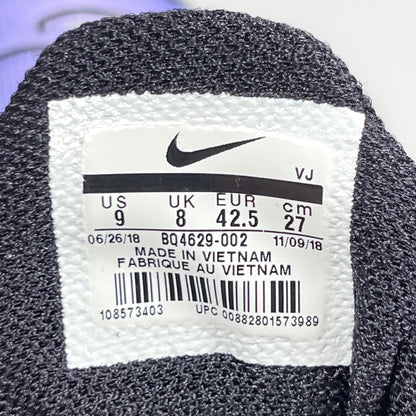 VJ
US UK EUR cm
9 8 42.5 27
06/26/18 BQ4629-002 11/09/18
MADE IN VIETNAM
FABRIQUE AU VIETNAM
108573403 UPC 00882801573989